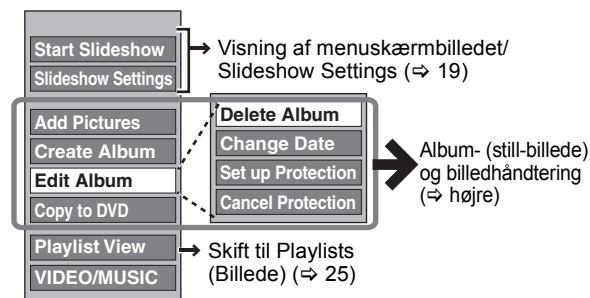 Start Slideshow
Slideshow Settings
Visning af menuskærmbilledet/
Slideshow Settings (⇨ 19)
Add Pictures
Create Album
Edit Album
Copy to DVD
Delete Album
Change Date
Set up Protection
Cancel Protection
Album- (still-billede)
og billedhåndtering
(⇨ højre)
Playlist View
VIDEO/MUSIC
Skift til Playlists
(Billede) (⇨ 25)